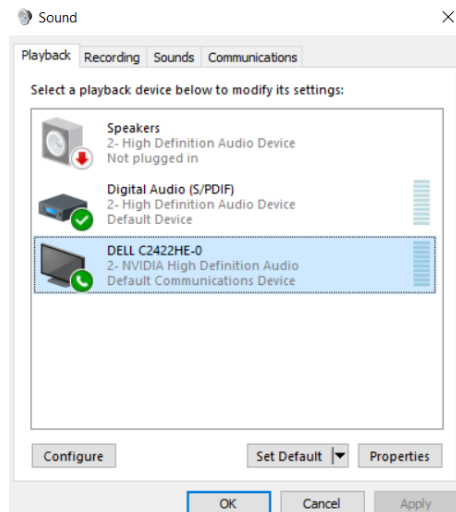 Sound
Playback Recording Sounds Communications
Select a playback device below to modify its settings:
Speakers
2- High Definition Audio Device
Not plugged in
Digital Audio (S/PDIF)
2- High Definition Audio Device
Default Device
DELL C2422HE-0
2- NVIDIA High Definition Audio
Default Communications Device
Configure Set Default Properties
OK Cancel Apply